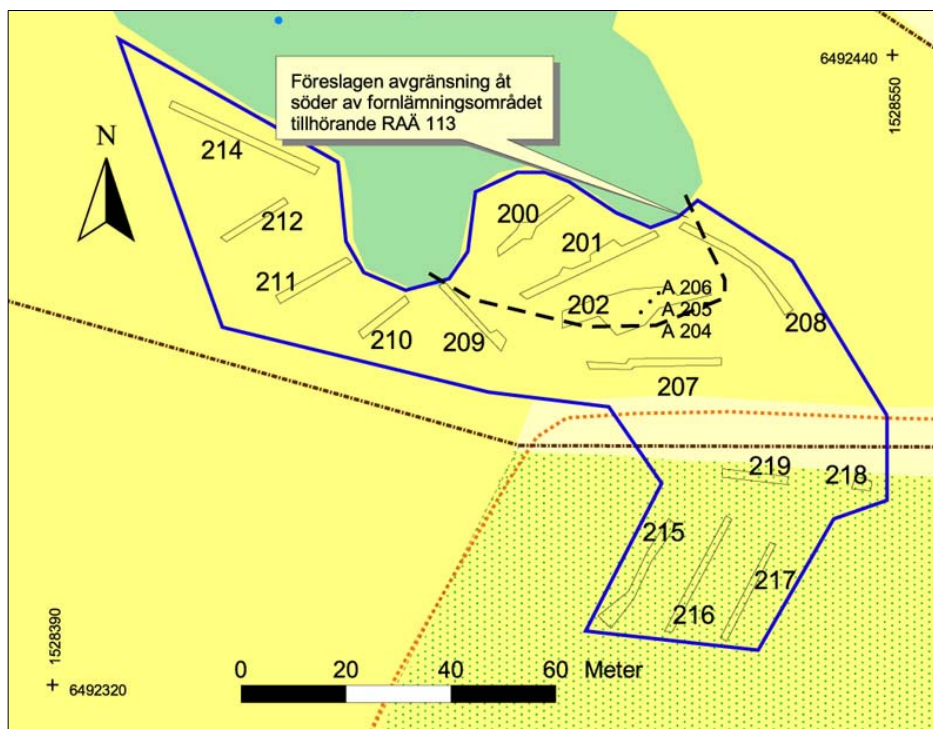 6492440
1528550
Föreslagen avgränsning åt
söder av fornlämningsområdet
tillhörande RAÄ 113
N
214
212
211
210
209
200
201
202
A 206
A 205
A 204
208
207
219
218
215
216
217
1528390
6492320
0 20 40 60 Meter